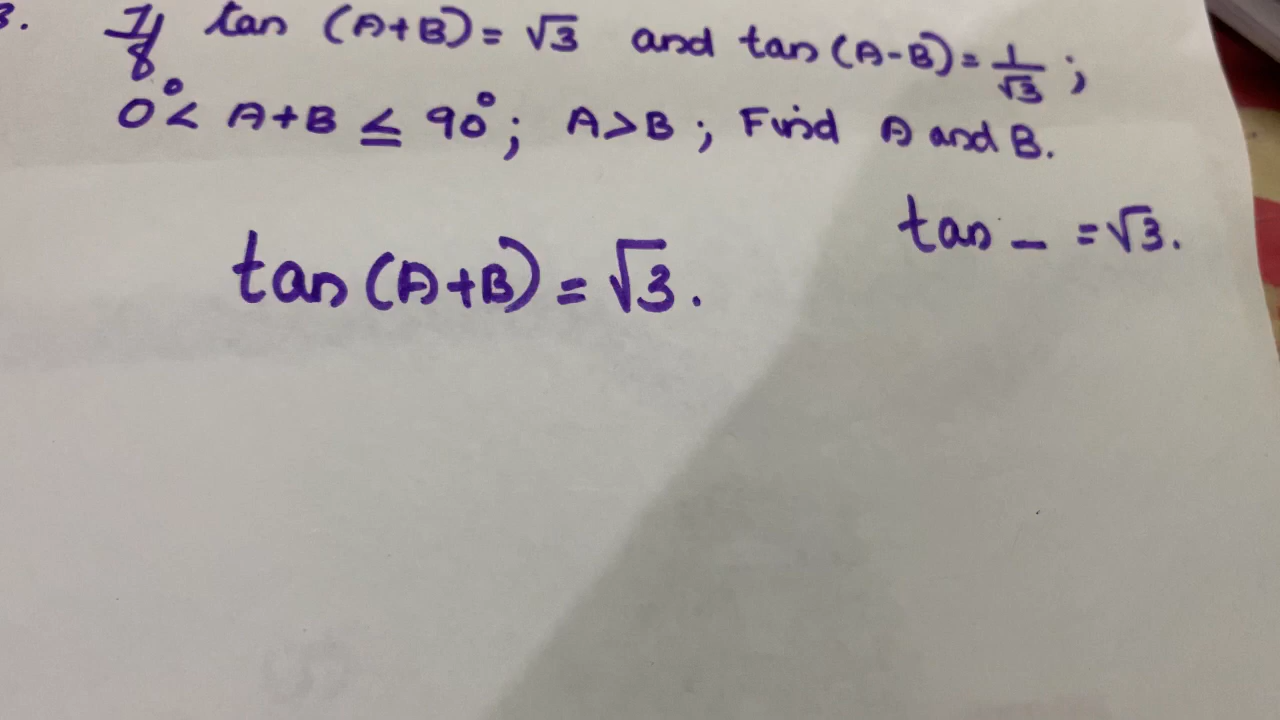 3. If tan (A+B) = √3 and tan (A-B) = 1/√3 ;
0° < A+B ≤ 90° ; A>B ; Find A and B.
tan _ = √3.
tan (A+B) = √3.